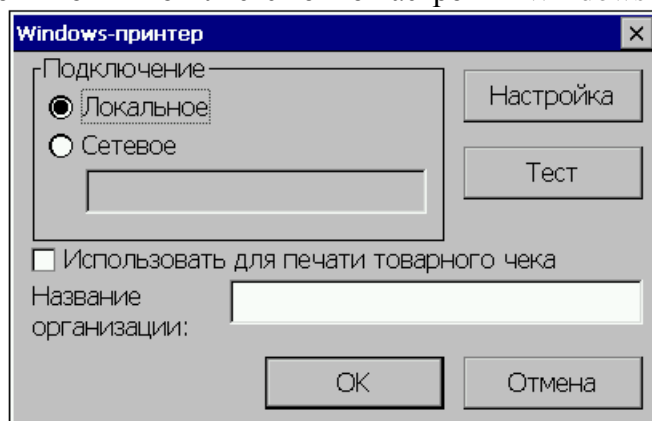 Windows-принтер
Подключение
Локальное
Настройка
Сетевое
Тест
Использовать для печати товарного чека
Название
организации:
OK
Отмена